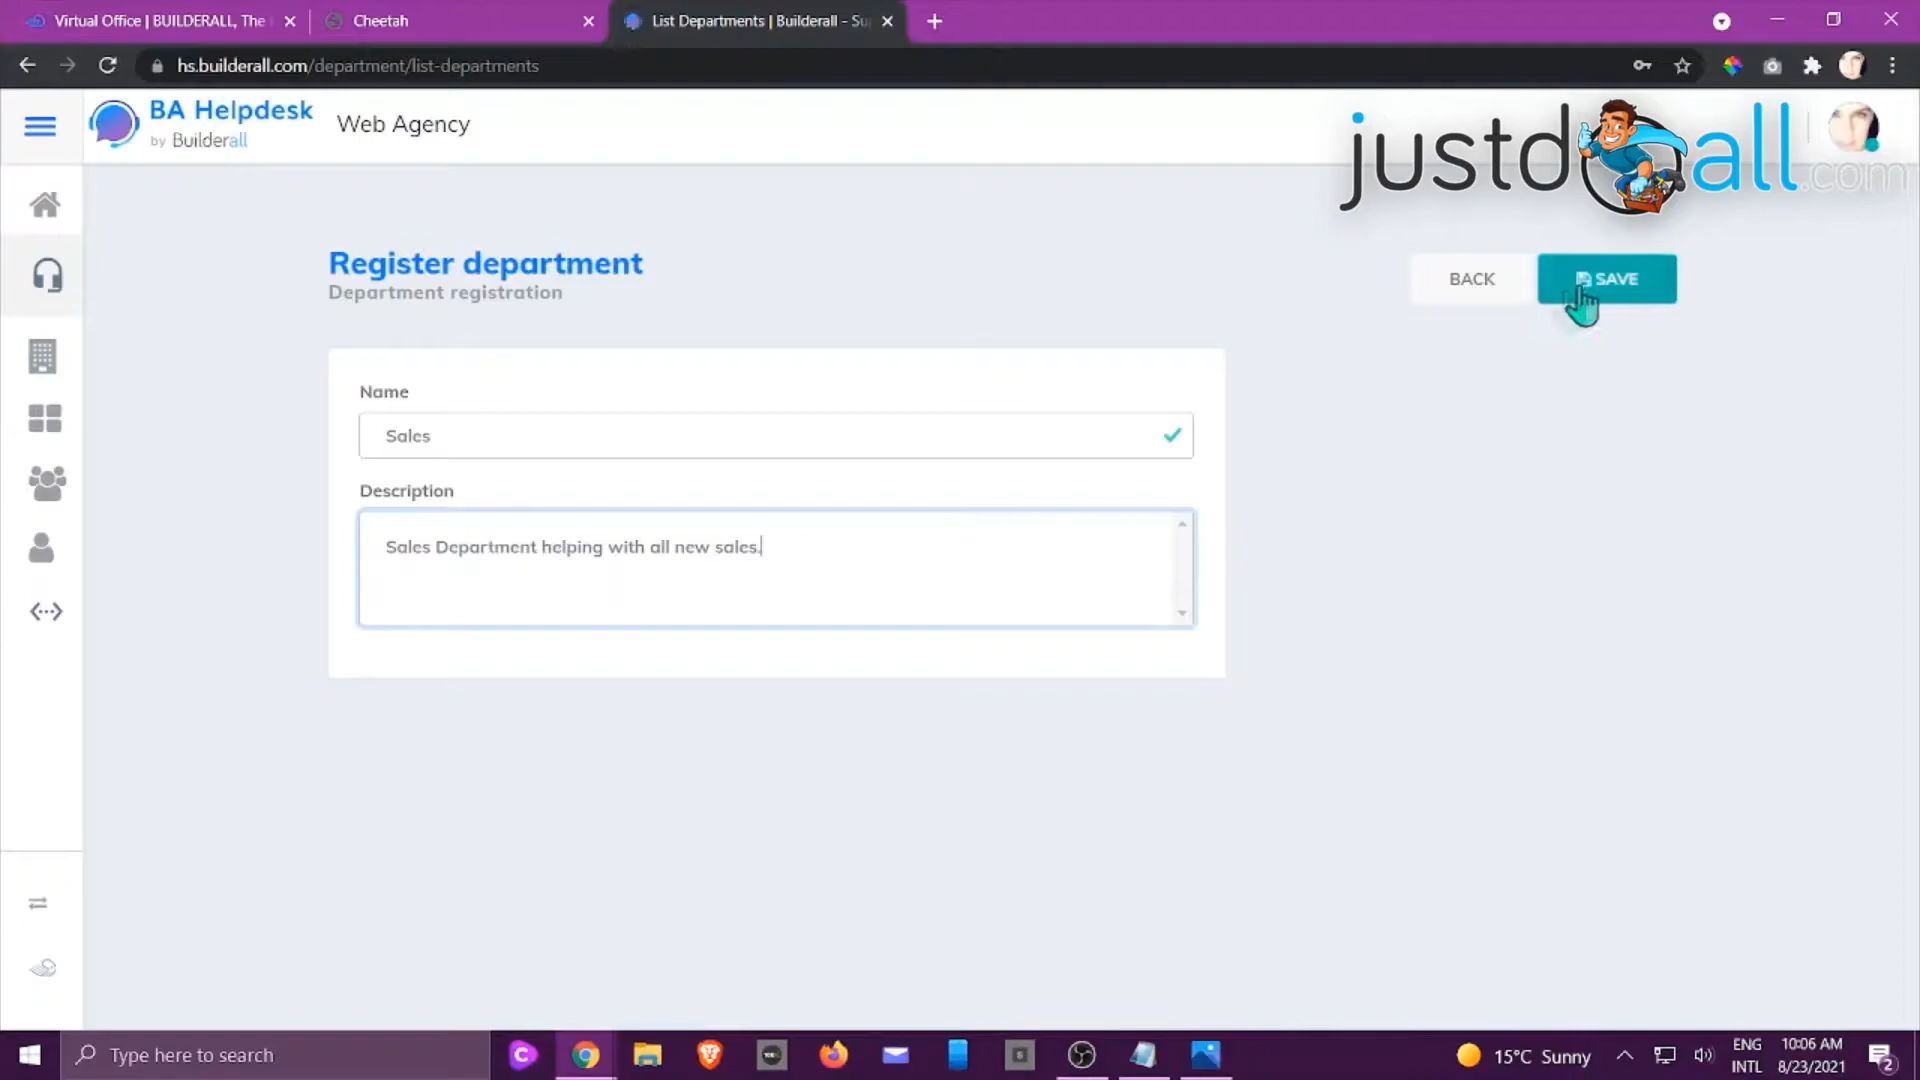 Virtual Office | BUILDERALL, The
Cheetah
List Departments | Builderall - Su
hs.builderall.com/department/list-departments
BA Helpdesk
by Builderall
Web Agency
justdoall.com
Register department
Department registration
BACK
SAVE
Name
Sales
Description
Sales Department helping with all new sales.
Type here to search
15°C Sunny
ENG
INTL
10:06 AM
8/23/2021
2